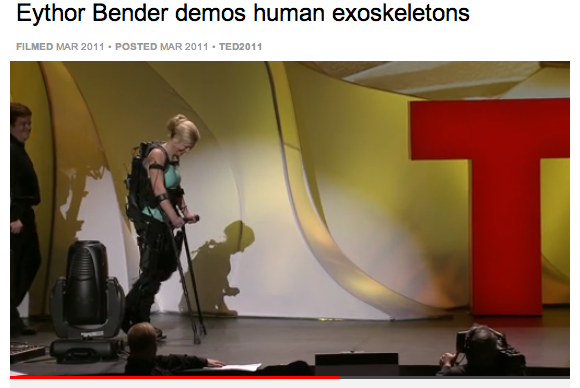 Eythor Bender demos human exoskeletons
FILMED MAR 2011 • POSTED MAR 2011 • TED2011
T